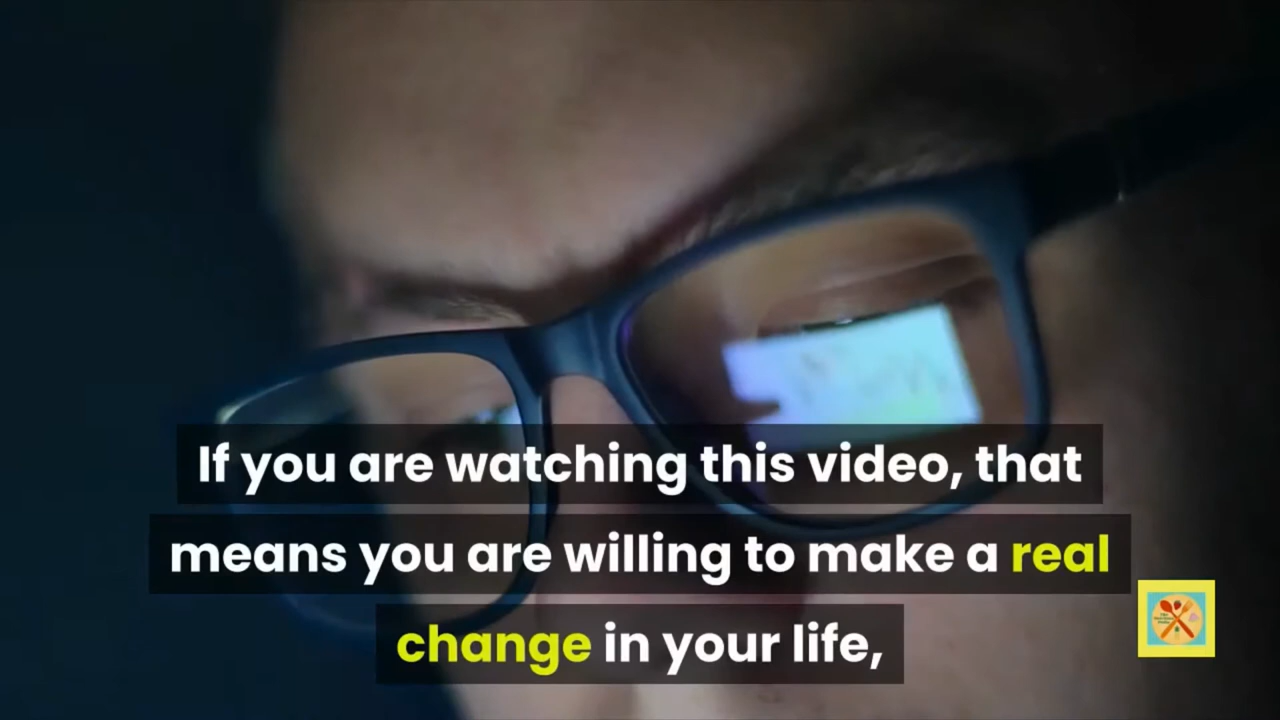 If you are watching this video, that
means you are willing to make a real
change in your life,